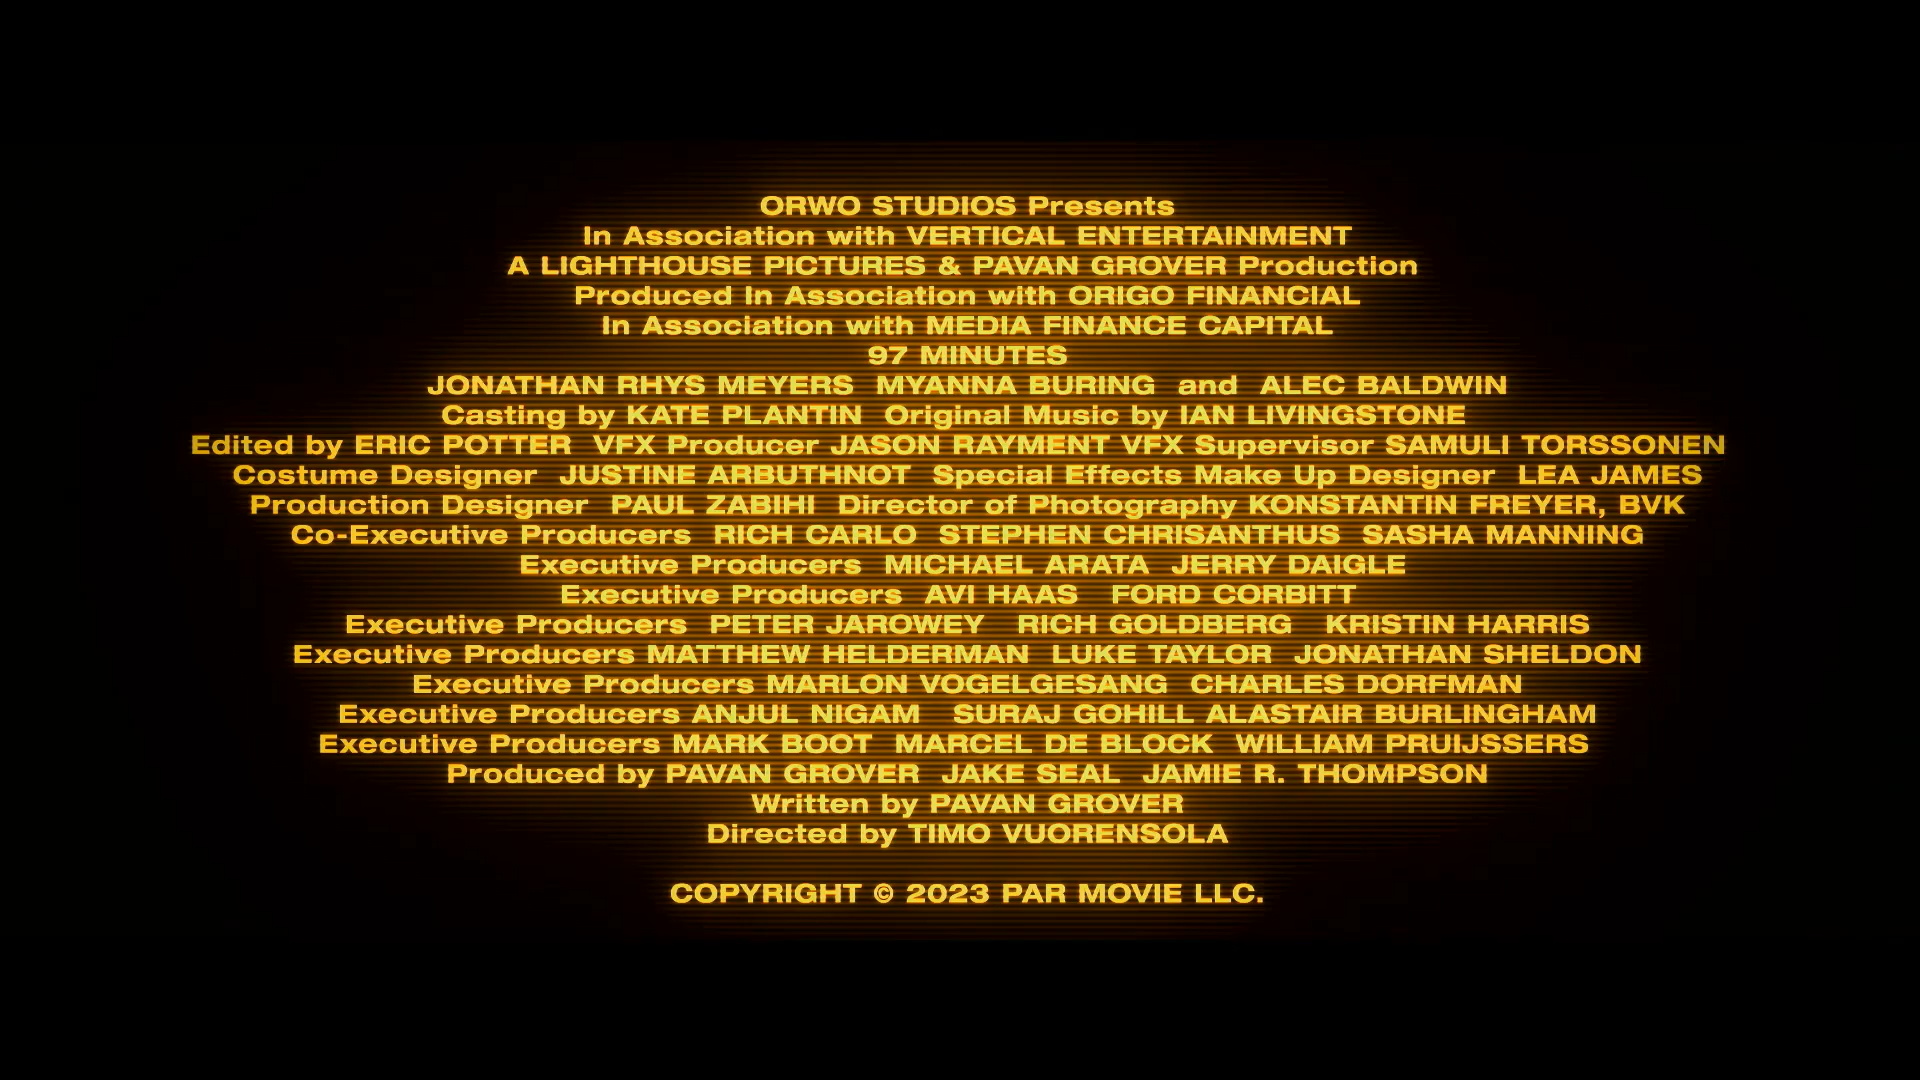 ORWO STUDIOS Presents
In Association with VERTICAL ENTERTAINMENT
A LIGHTHOUSE PICTURES & PAVAN GROVER Production
Produced In Association with ORIGO FINANCIAL
In Association with MEDIA FINANCE CAPITAL
97 MINUTES
JONATHAN RHYS MEYERS MYANNA BURING and ALEC BALDWIN
Casting by KATE PLANTIN Original Music by IAN LIVINGSTONE
Edited by ERIC POTTER VFX Producer JASON RAYMENT VFX Supervisor SAMULI TORSSONEN
Costume Designer JUSTINE ARBUTHNOT Special Effects Make Up Designer LEA JAMES
Production Designer PAUL ZABIHI Director of Photography KONSTANTIN FREYER, BVK
Co-Executive Producers RICH CARLO STEPHEN CHRISANTHUS SASHA MANNING
Executive Producers MICHAEL ARATA JERRY DAIGLE
Executive Producers AVI HAAS FORD CORBITT
Executive Producers PETER JAROWEY RICH GOLDBERG KRISTIN HARRIS
Executive Producers MATTHEW HELDERMAN LUKE TAYLOR JONATHAN SHELDON
Executive Producers MARLON VOGELGESANG CHARLES DORFMAN
Executive Producers ANJUL NIGAM SURAJ GOHILL ALASTAIR BURLINGHAM
Executive Producers MARK BOOT MARCEL DE BLOCK WILLIAM PRUIJSSERS
Produced by PAVAN GROVER JAKE SEAL JAMIE R. THOMPSON
Written by PAVAN GROVER
Directed by TIMO VUORENSOLA
COPYRIGHT © 2023 PAR MOVIE LLC.